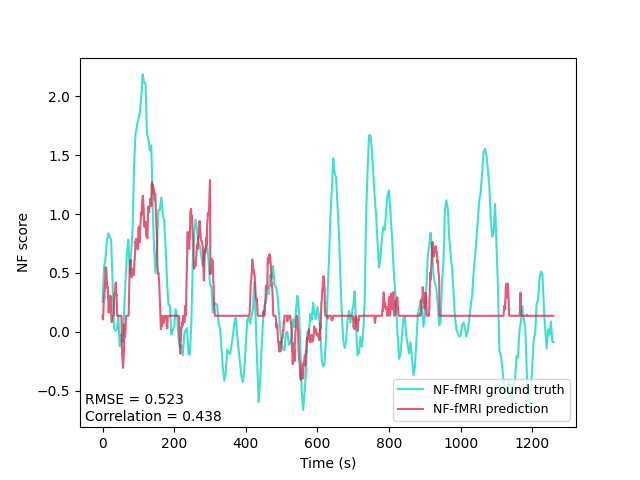 2.0
1.5
1.0
0.5
0.0
−0.5
NF score
RMSE = 0.523
Correlation = 0.438
NF-fMRI ground truth
NF-fMRI prediction
0 200 400 600 800 1000 1200
Time (s)